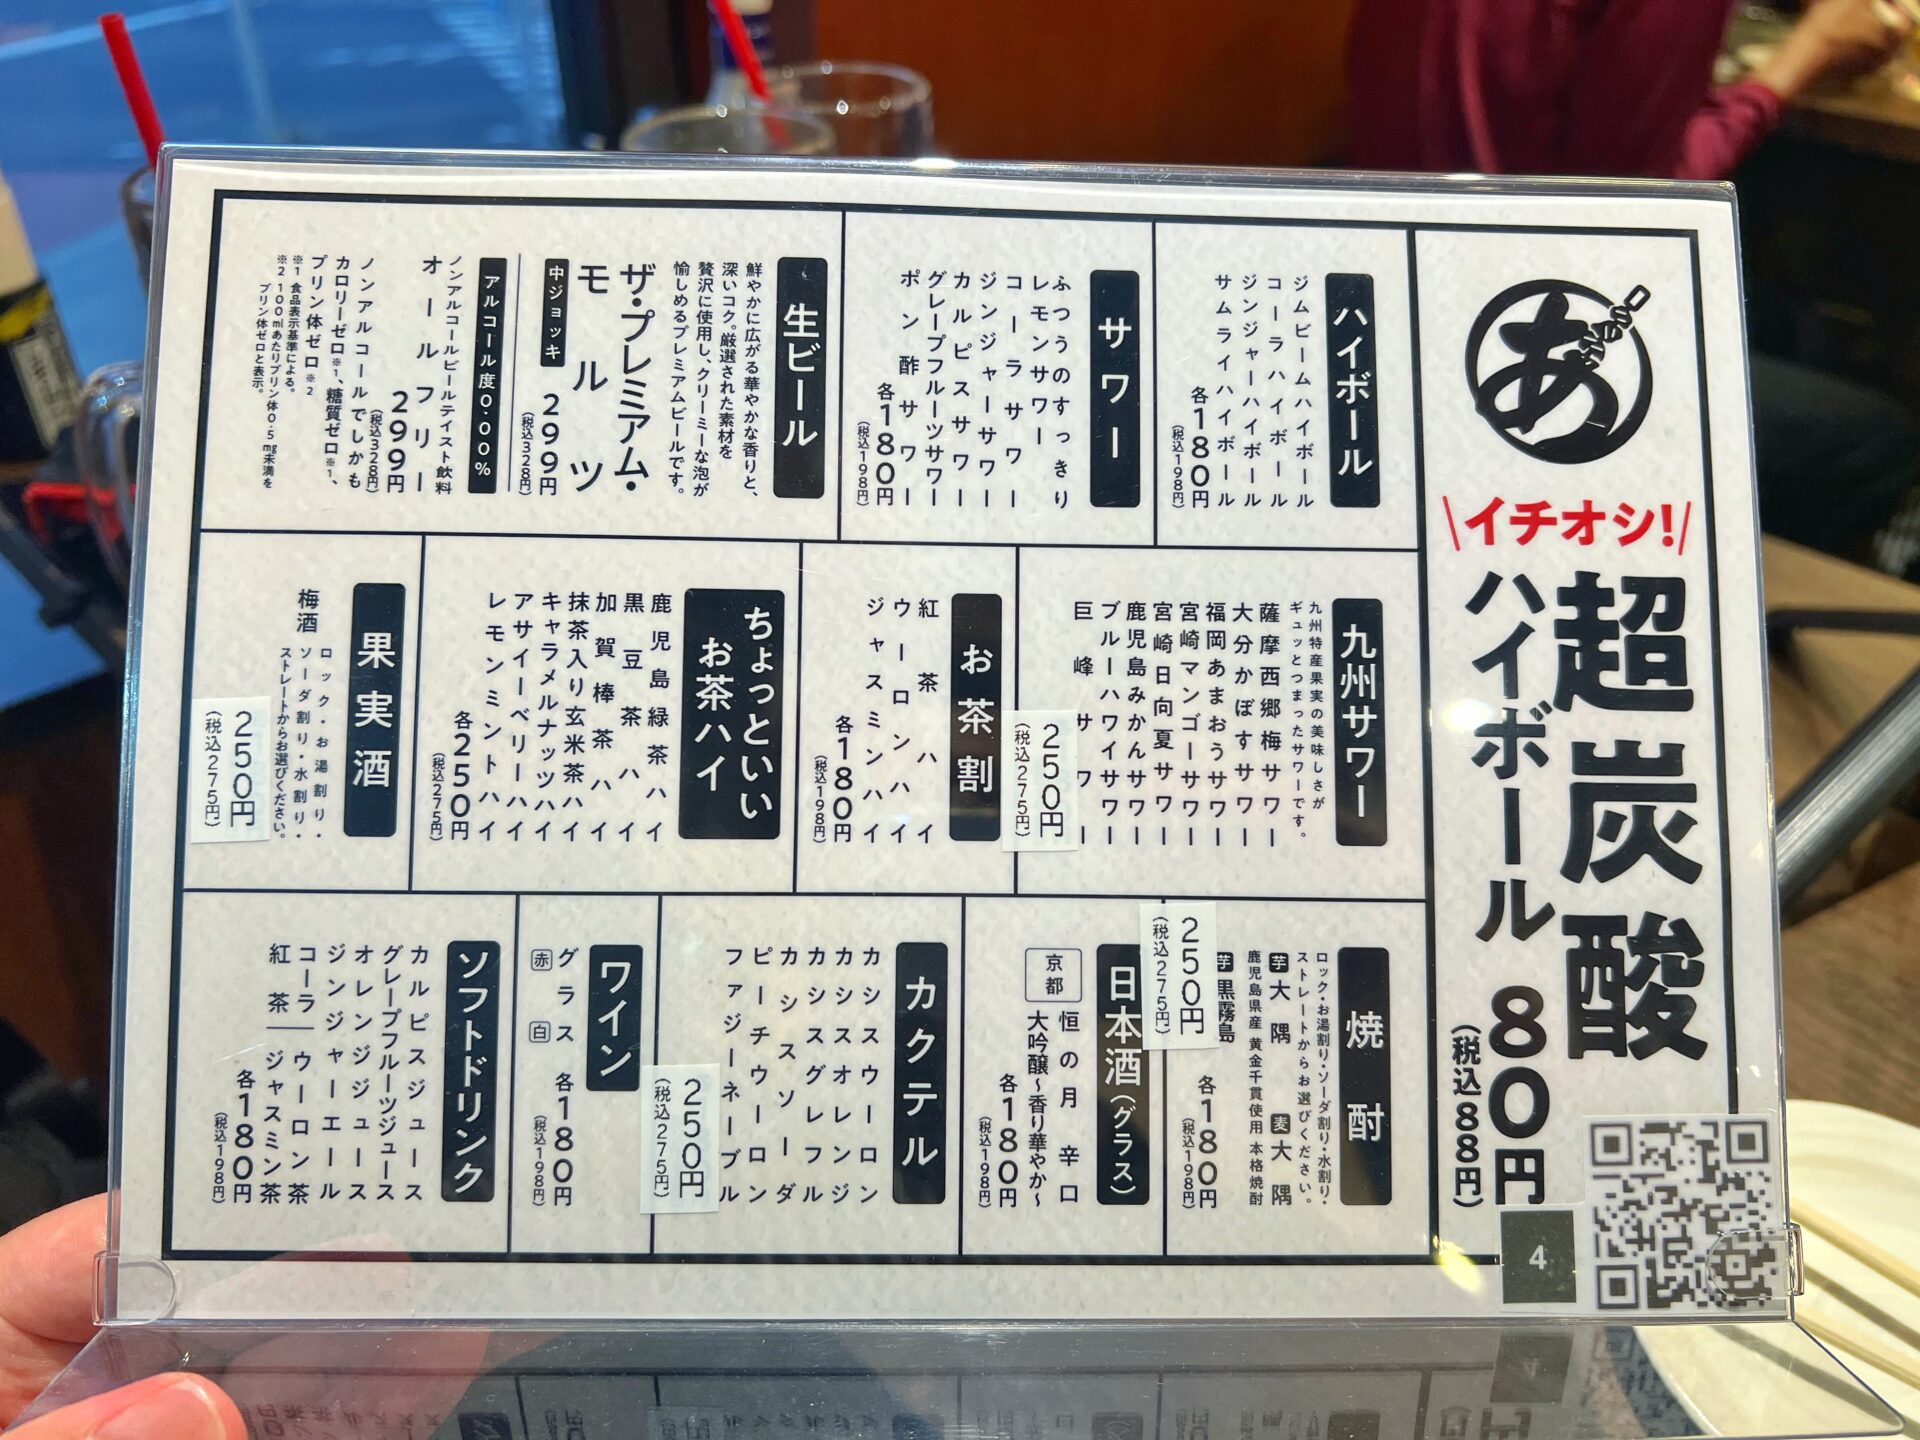 あ
イチオシ!
超炭酸
ハイボール 80円
(税込88円)
4
ハイボール
ジムビームハイボール
コーラハイボール
ジンジャーハイボール
サムライハイボール
各180円
(税込198円)
サワー
ふつうのすっきり
レモンサワー
コーラサワー
ジンジャーサワー
カルピスサワー
グレープフルーツサワー
ポン酢サワー
各180円
(税込198円)
生ビール
鮮やかに広がる華やかな香りと、
深いコク。厳選された素材を
贅沢に使用し、クリーミーな泡が
愉しめるプレミアムビールです。
ザ・プレミアム・
モルツ
中ジョッキ
299円
(税込328円)
アルコール度0.00%
ノンアルコールビールテイスト飲料
オールフリー
299円
(税込328円)
ノンアルコールでしかも
カロリーゼロ※1、糖質ゼロ※1、
プリン体ゼロ※2
※1 食品表示基準による。
※2 100mlあたりプリン体0.5mg未満を
プリン体ゼロと表示。
九州サワー
九州特産果実の美味しさが
ギュッとつまったサワーです。
薩摩西郷梅サワー
大分かぼすサワー
福岡あまおうサワー
宮崎マンゴーサワー
宮崎日向夏サワー
鹿児島みかんサワー
ブルーハワイサワー
巨峰サワー
250円
(税込275円)
お茶割
紅茶ハイ
ウーロンハイ
ジャスミンハイ
各180円
(税込198円)
ちょっといい
お茶ハイ
鹿児島緑茶ハイ
黒豆茶ハイ
加賀棒茶ハイ
抹茶入り玄米茶ハイ
キャラメルナッツハイ
アサイーベリーハイ
レモンミントハイ
各250円
(税込275円)
果実酒
梅酒
ロック・お湯割り・
ソーダ割り・水割り・
ストレートからお選びください。
250円
(税込275円)
焼酎
ロック・お湯割り・ソーダ割り・水割り・
ストレートからお選びください。
芋 大隅 麦 大隅
鹿児島県産 黄金千貫使用 本格焼酎
各180円
(税込198円)
芋 黒霧島
250円
(税込275円)
日本酒(グラス)
京都
恒の月 辛口
大吟醸〜香り華やか〜
各180円
(税込198円)
カクテル
カシスウーロン
カシスオレンジ
カシスグレフル
カシスソーダ
ピーチウーロン
ファジーネーブル
250円
(税込275円)
ワイン
グラス
赤 白
各180円
(税込198円)
ソフトドリンク
カルピスジュース
グレープフルーツジュース
オレンジジュース
ジンジャーエール
コーラ ウーロン茶
紅茶 ジャスミン茶
各180円
(税込198円)